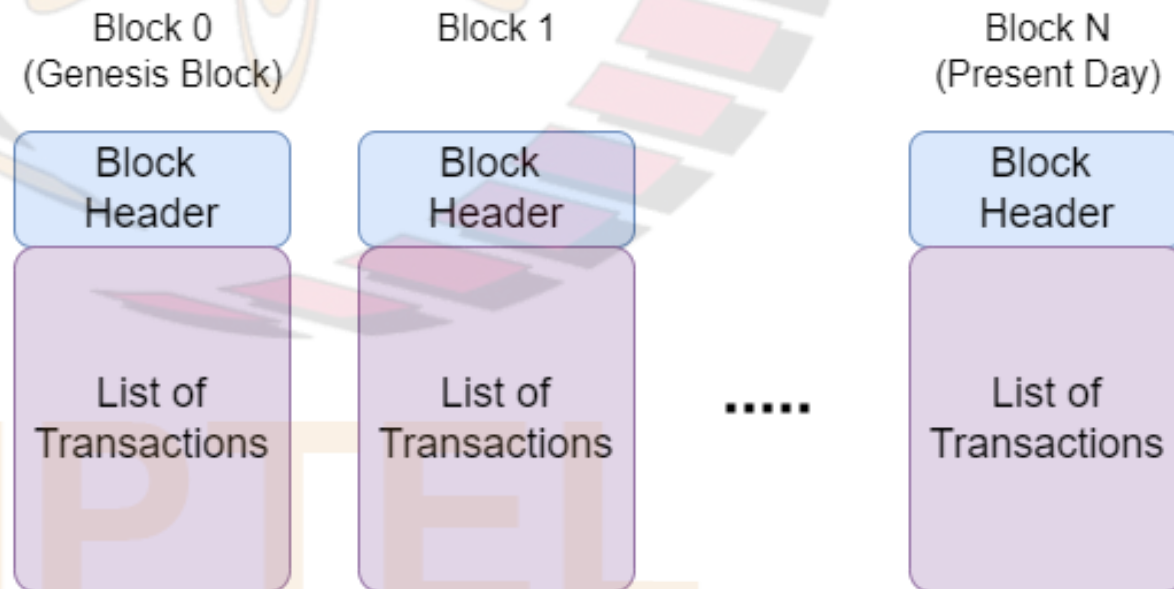 Block 0
(Genesis Block)
Block 1
Block N
(Present Day)
Block
Header
Block
Header
Block
Header
List of
Transactions
List of
Transactions
.....
List of
Transactions
PTEL